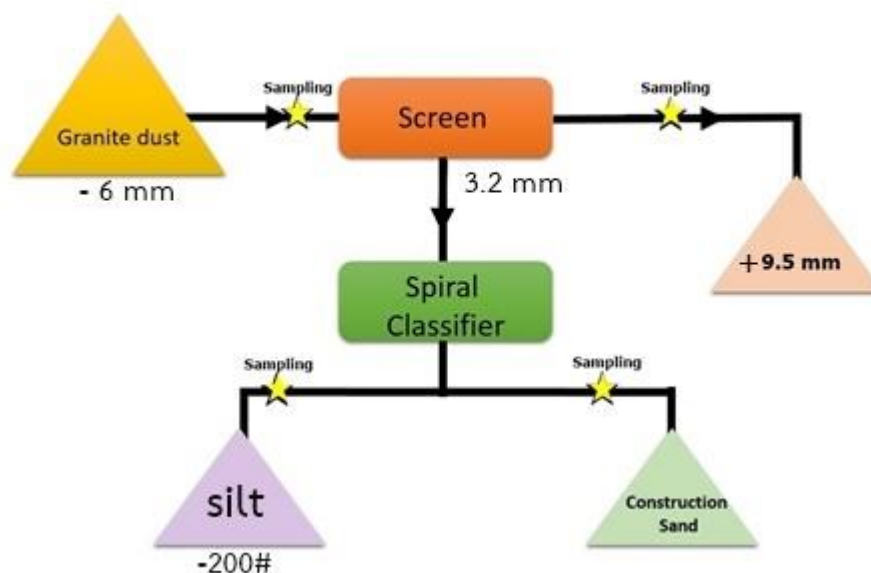 Sampling
Sampling
Granite dust
Screen
- 6 mm
3.2 mm
+9.5 mm
Spiral
Classifier
Sampling
Sampling
silt
Construction
Sand
-200#